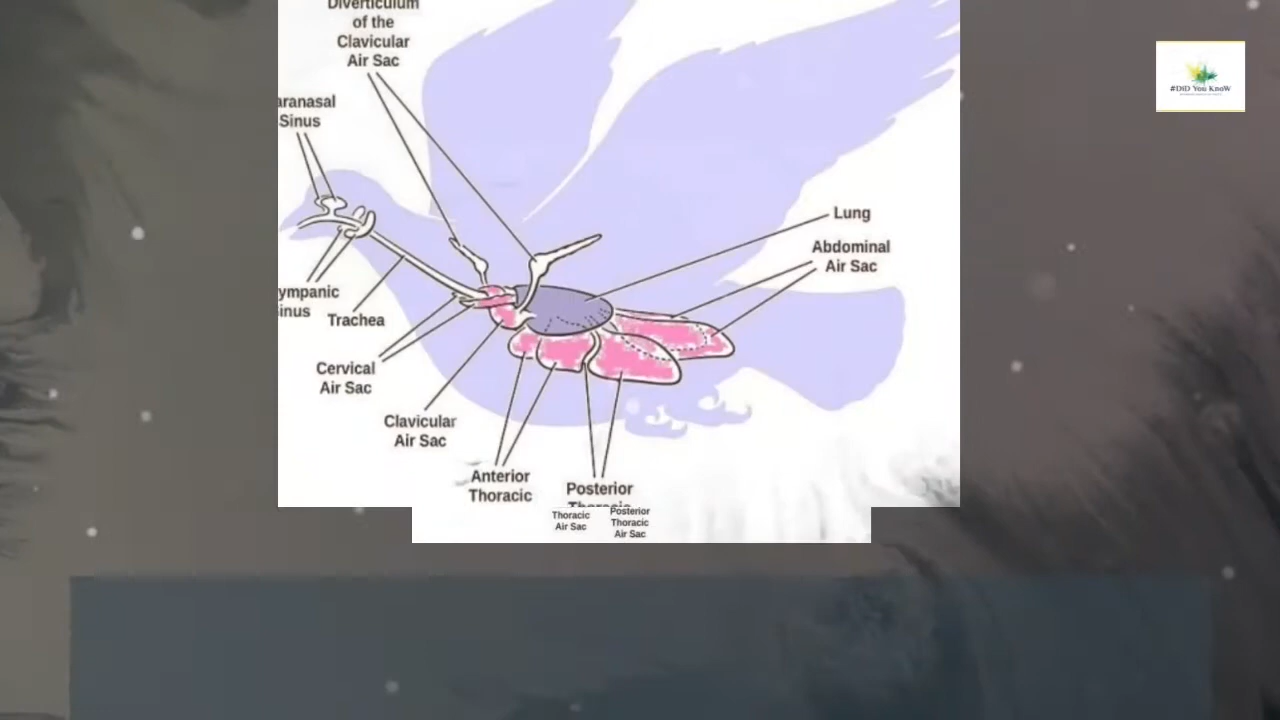 Diverticulum
of the
Clavicular
Air Sac
aranasal
Sinus
Lung
Abdominal
Air Sac
ympanic
inus
Trachea
Cervical
Air Sac
Clavicular
Air Sac
Anterior
Thoracic
Posterior
Thoracic
Thoracic
Air Sac
Posterior
Thoracic
Air Sac
#DiD You KnoW